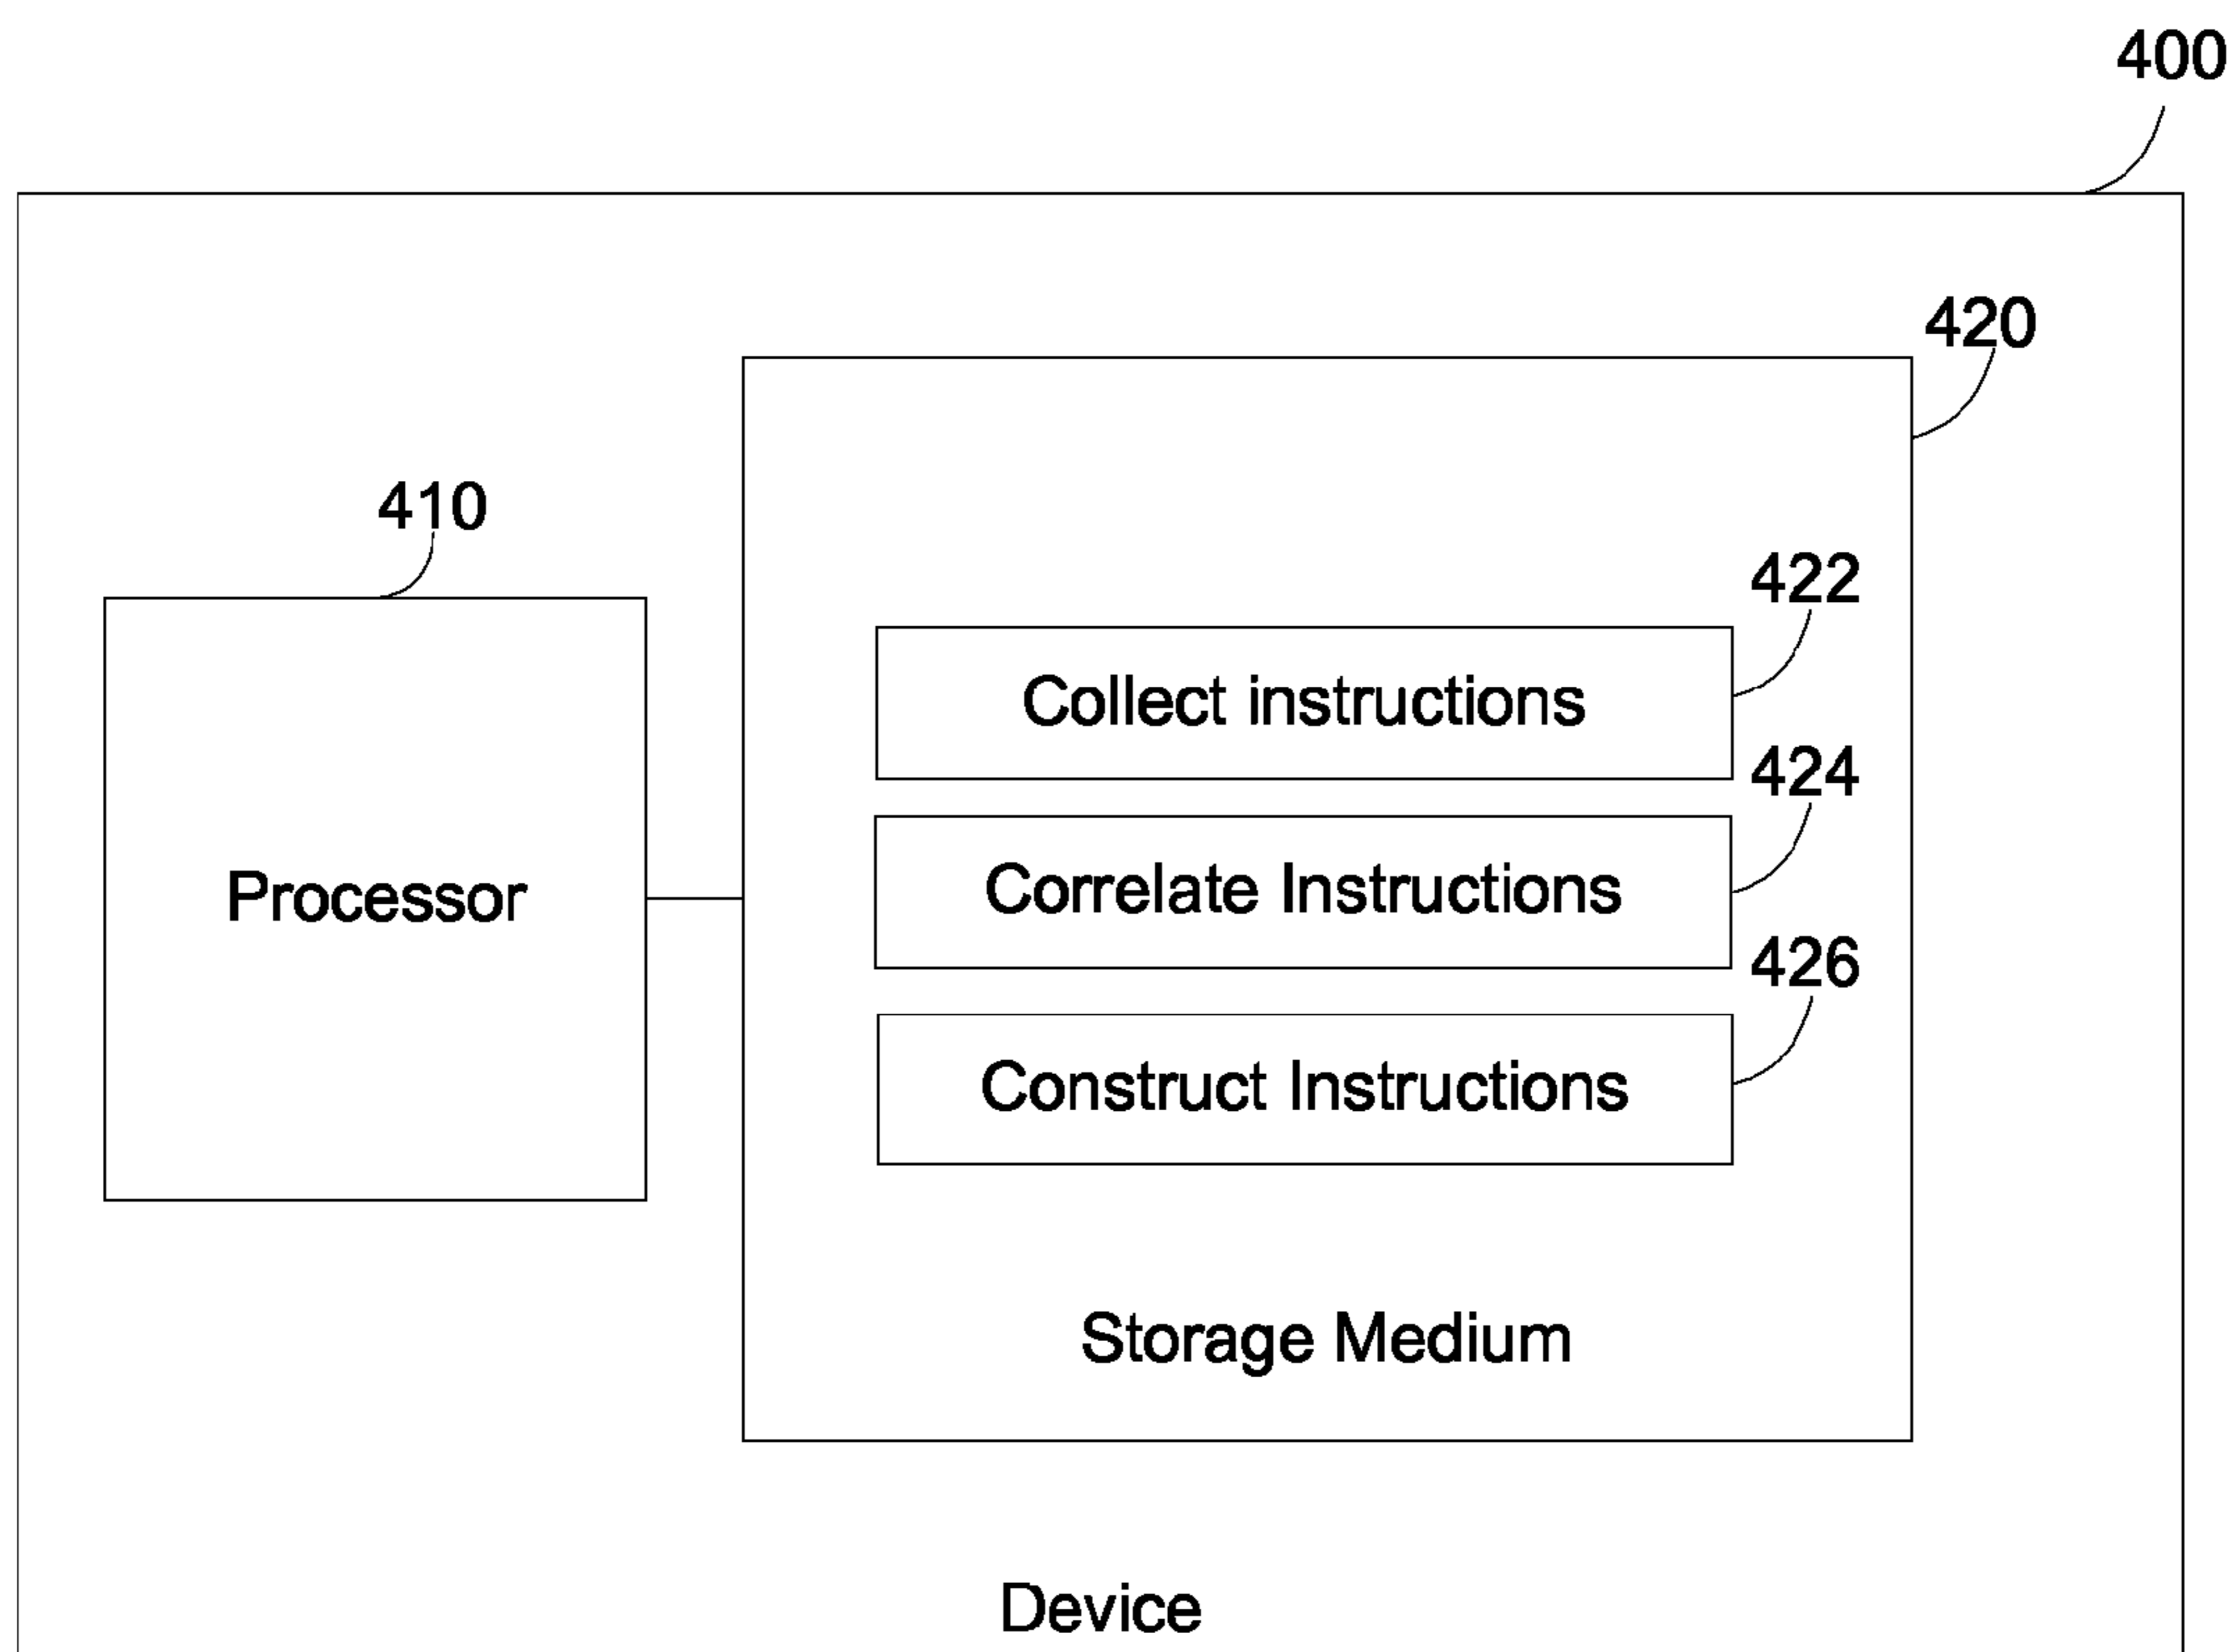 400
420
410
422
Collect instructions
424
Correlate Instructions
Processor
426
Construct Instructions
Storage Medium
Device